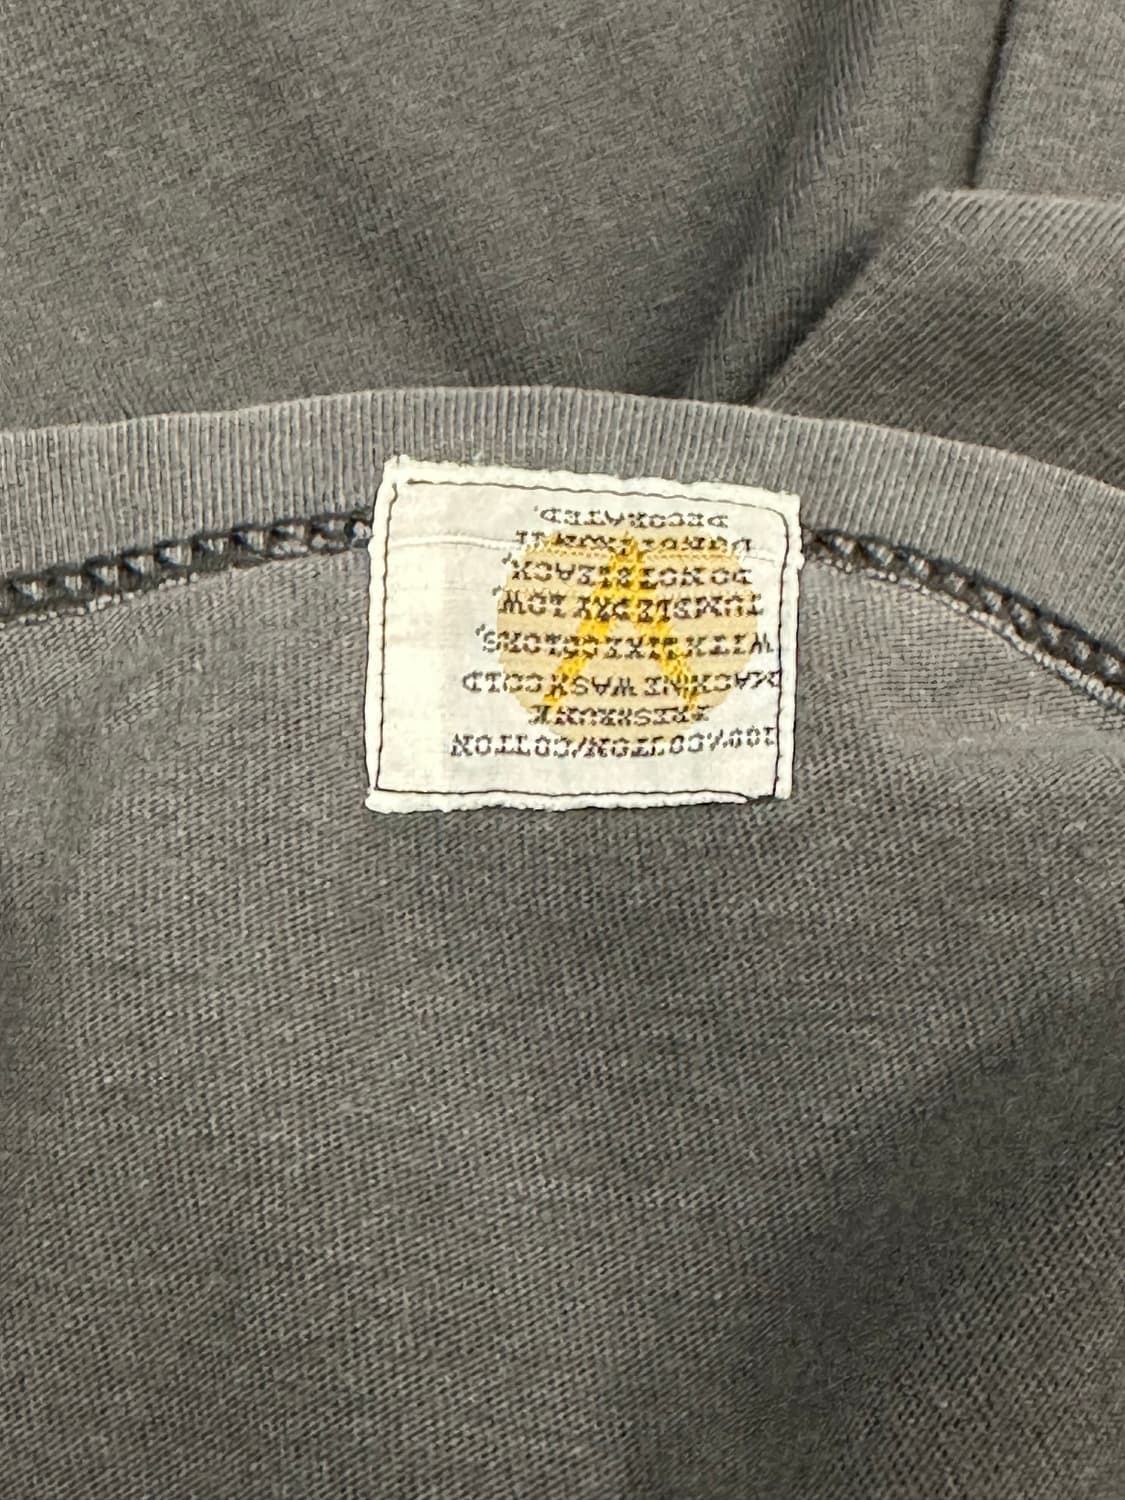 100%COTTON/COTTON
PRESHRUNK
MACHINE WASH COLD
WITH LIKE COLORS,
TUMBLE DRY LOW,
DO NOT BLEACH,
DO NOT IRON IF
DECORATED.